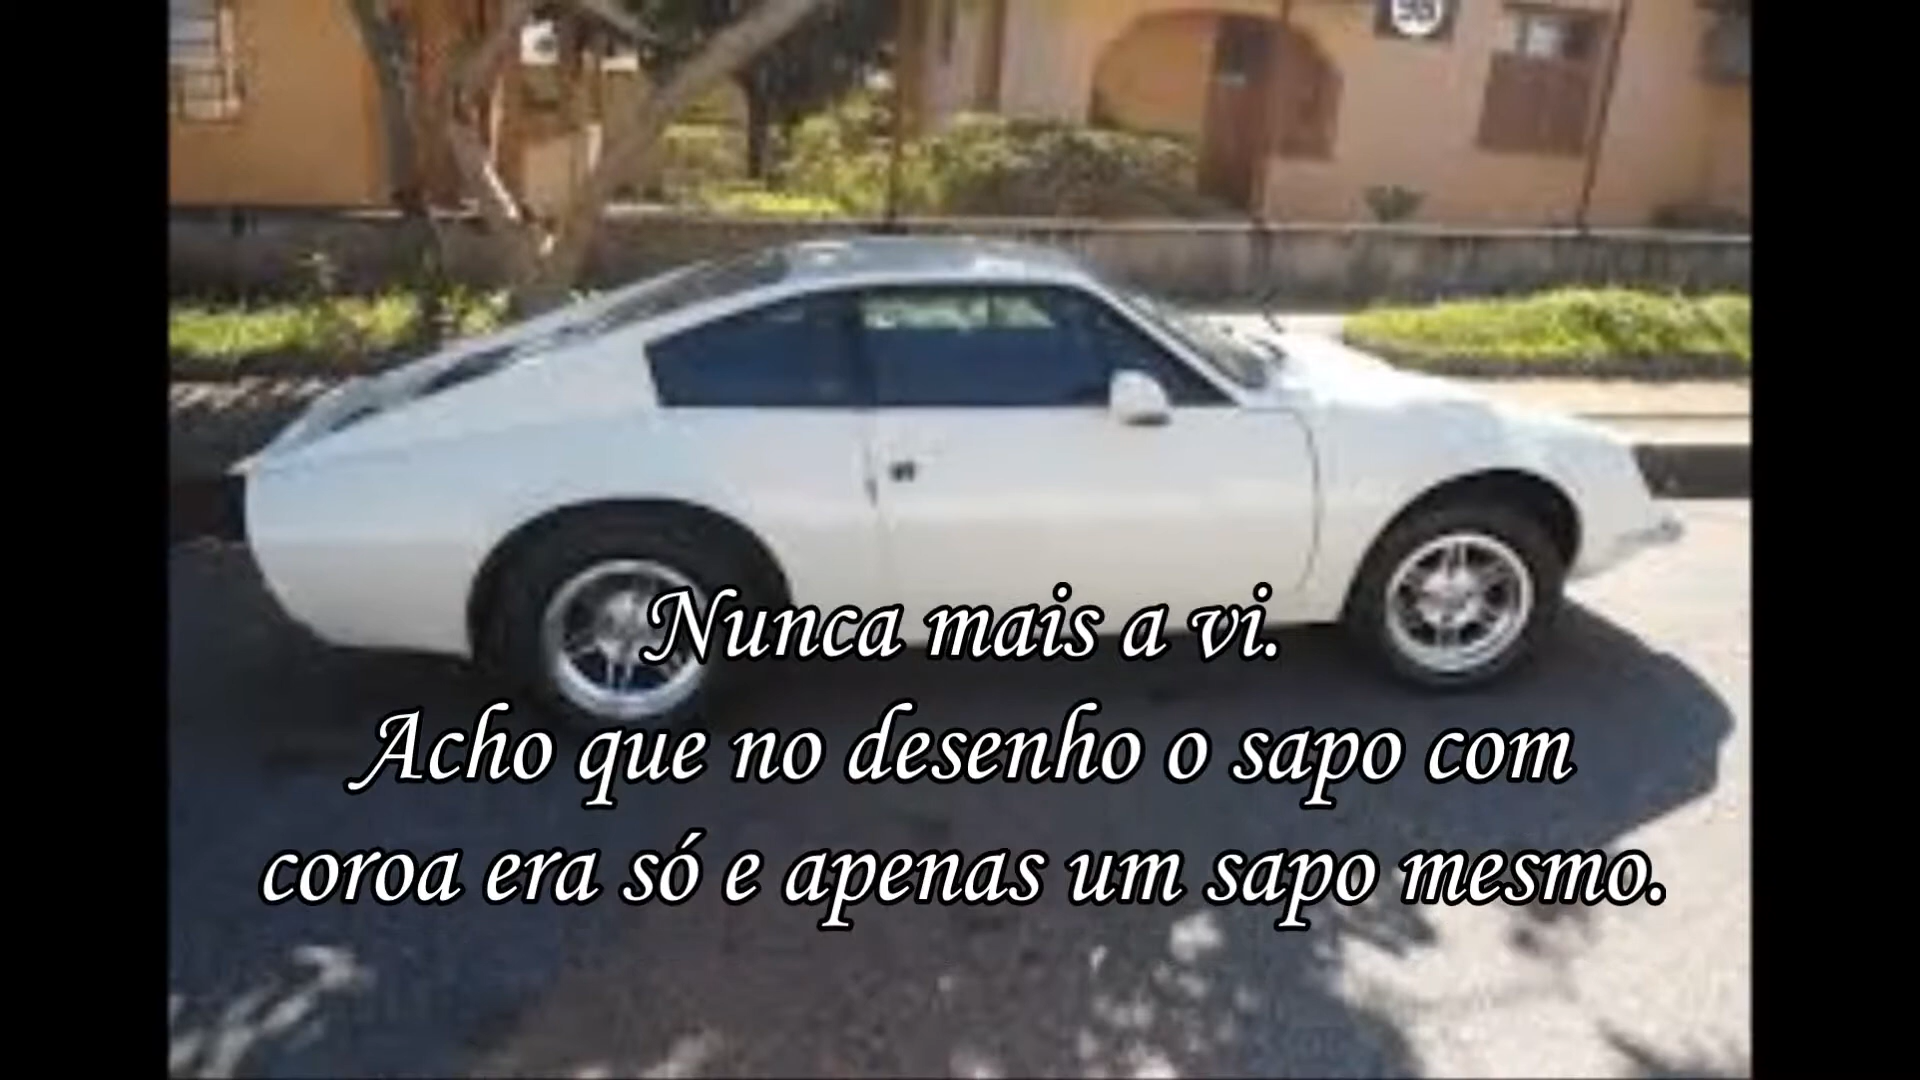 Nunca mais a vi.
Acho que no desenho o sapo com
coroa era só e apenas um sapo mesmo.